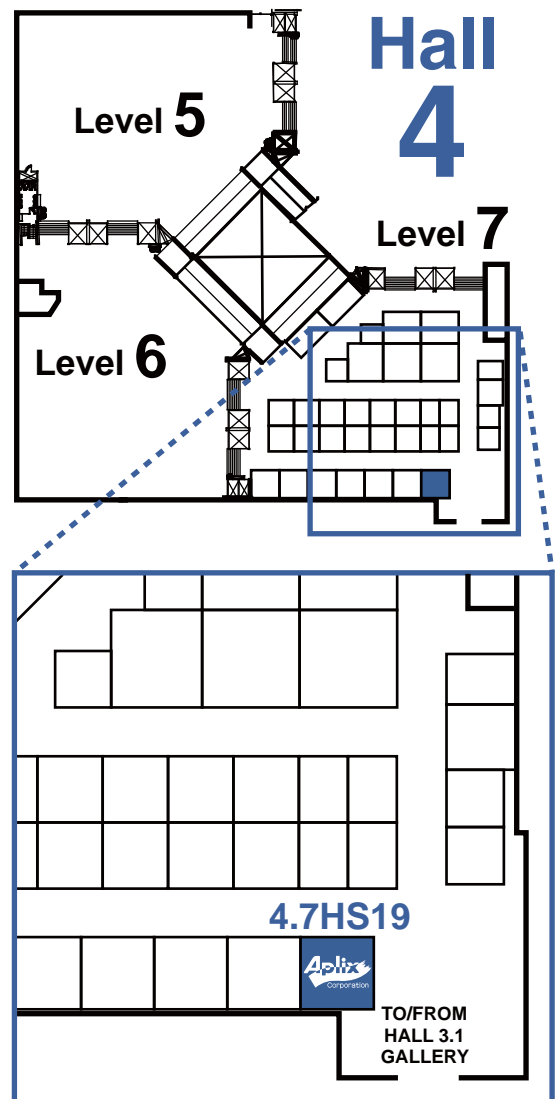 Hall
4
Level 5
Level 7
Level 6
4.7HS19
Aplix
Corporation
TO/FROM
HALL 3.1
GALLERY